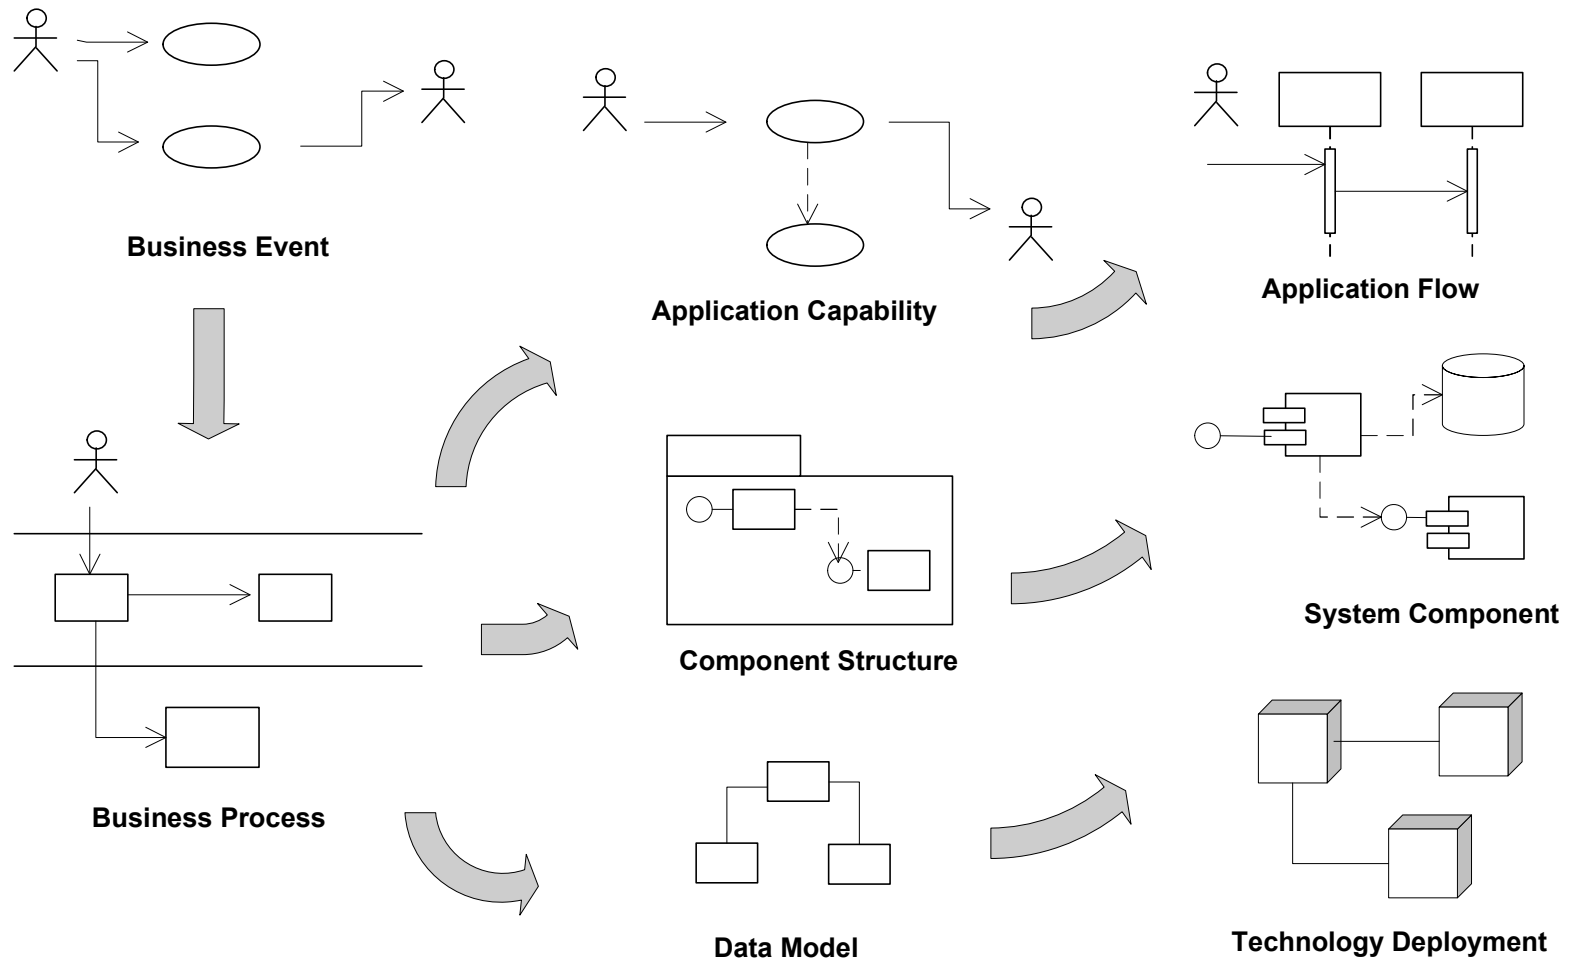 Business Event
Application Capability
Application Flow
Component Structure
System Component
Business Process
Data Model
Technology Deployment